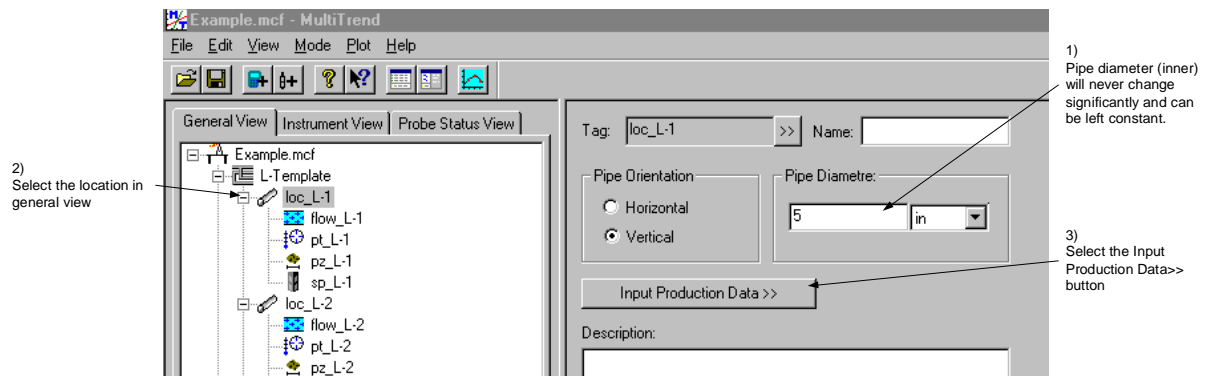 Example.mcf - MultiTrend
File Edit View Mode Plot Help
General View Instrument View Probe Status View
Example.mcf
L-Template
loc_L-1
flow_L-1
pt_L-1
pz_L-1
sp_L-1
loc_L-2
flow_L-2
pt_L-2
pz_L-2
Tag: loc_L-1 >> Name:
Pipe Orientation
Horizontal
Vertical
Pipe Diametre:
5 in
Input Production Data >>
Description:
1)
Pipe diameter (inner)
will never change
significantly and can
be left constant.
2)
Select the location in
general view
3)
Select the Input
Production Data>>
button